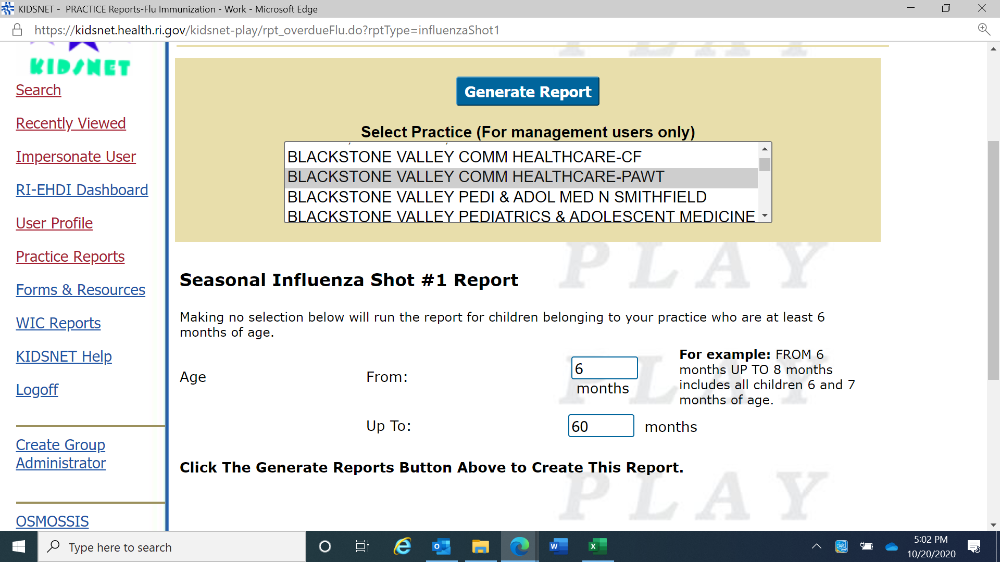 KIDSNET - PRACTICE Reports-Flu Immunization - Work - Microsoft Edge
https://kidsnet.health.ri.gov/kidsnet-play/rpt_overdueFlu.do?rptType=influenzaShot1
KIDSNET
Search
Recently Viewed
Impersonate User
RI-EHDI Dashboard
User Profile
Practice Reports
Forms & Resources
WIC Reports
KIDSNET Help
Logoff
Create Group
Administrator
OSMOSSIS
PLAY
Generate Report
Select Practice (For management users only)
BLACKSTONE VALLEY COMM HEALTHCARE-CF
BLACKSTONE VALLEY COMM HEALTHCARE-PAWT
BLACKSTONE VALLEY PEDI & ADOL MED N SMITHFIELD
BLACKSTONE VALLEY PEDIATRICS & ADOLESCENT MEDICINE
PLAY
Seasonal Influenza Shot #1 Report
Making no selection below will run the report for children belonging to your practice who are at least 6
months of age.
PLAY
Age From: 6 months
For example: FROM 6
months UP TO 8 months
includes all children 6 and 7
months of age.
Up To: 60 months
Click The Generate Reports Button Above to Create This Report.
PLAY
Type here to search
5:02 PM
10/20/2020